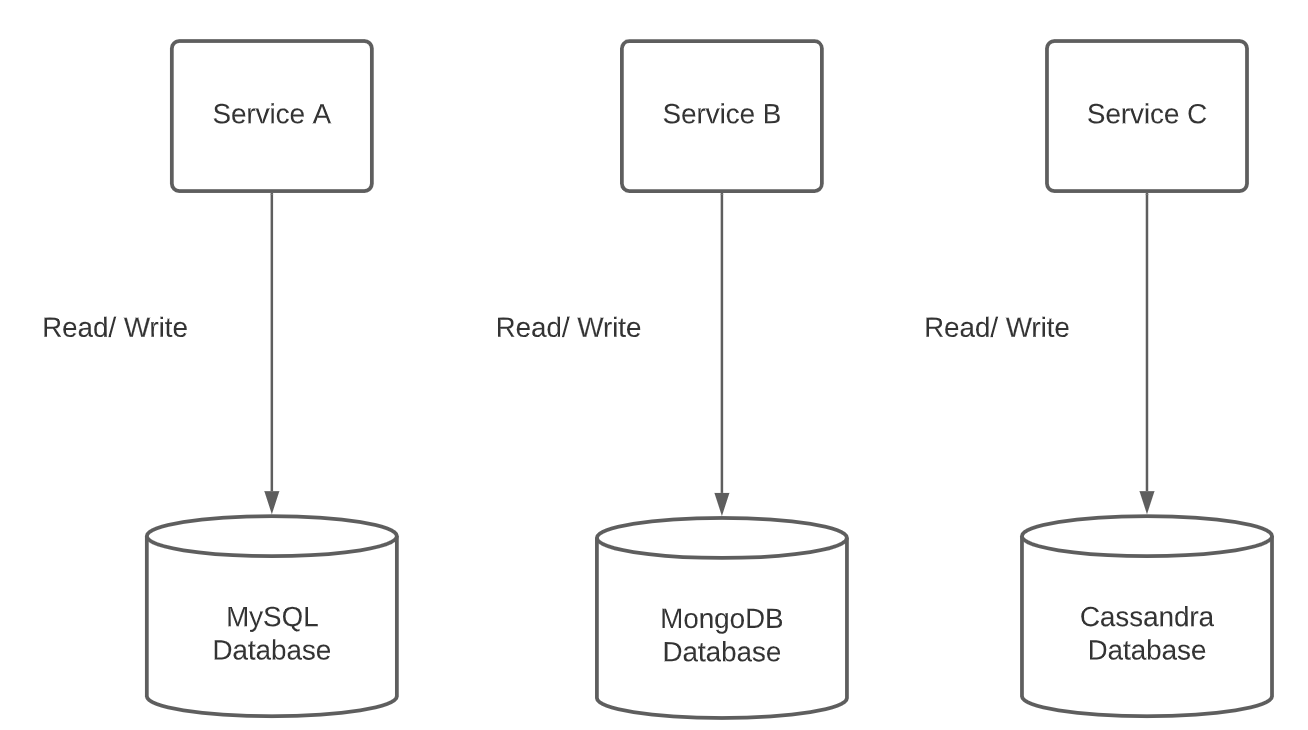 Service A
Service B
Service C
Read/ Write
Read/ Write
Read/ Write
MySQL
Database
MongoDB
Database
Cassandra
Database